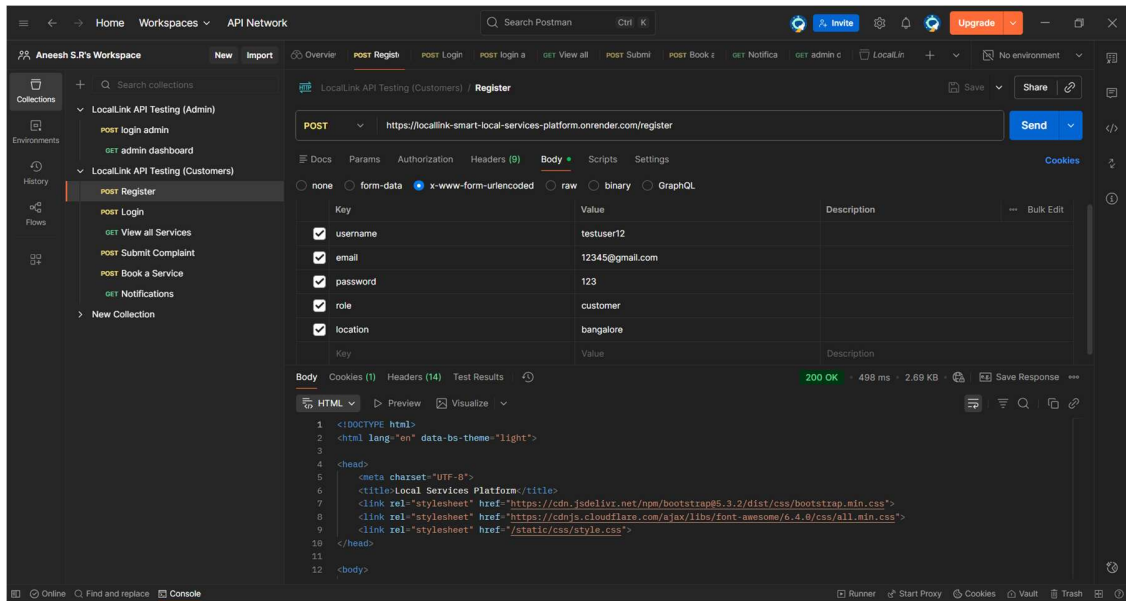 Home Workspaces API Network Search Postman Ctrl K Invite Upgrade
Aneesh S.R's Workspace New Import Overvie POST Regist POST Login POST login a GET View all POST Submi POST Book a GET Notifica GET admin c LocalLin No environment
Collections
Environments
History
Flows
Search collections
LocalLink API Testing (Admin)
POST login admin
GET admin dashboard
LocalLink API Testing (Customers)
POST Register
POST Login
GET View all Services
POST Submit Complaint
POST Book a Service
GET Notifications
New Collection
HTTP LocalLink API Testing (Customers) / Register Save Share
POST https://locallink-smart-local-services-platform.onrender.com/register Send
Docs Params Authorization Headers (9) Body Scripts Settings Cookies
none form-data x-www-form-urlencoded raw binary GraphQL
Key Value Description Bulk Edit
username testuser12
email 12345@gmail.com
password 123
role customer
location bangalore
Key Value Description
Body Cookies (1) Headers (14) Test Results 200 OK 498 ms 2.69 KB Save Response
HTML Preview Visualize
1 <!DOCTYPE html>
2 <html lang="en" data-bs-theme="light">
3
4 <head>
5 <meta charset="UTF-8">
6 <title>Local Services Platform</title>
7 <link rel="stylesheet" href="https://cdn.jsdelivr.net/npm/bootstrap@5.3.2/dist/css/bootstrap.min.css">
8 <link rel="stylesheet" href="https://cdnjs.cloudflare.com/ajax/libs/font-awesome/6.4.0/css/all.min.css">
9 <link rel="stylesheet" href="/static/css/style.css">
10 </head>
11
12 <body>
Online Find and replace Console Runner Start Proxy Cookies Vault Trash